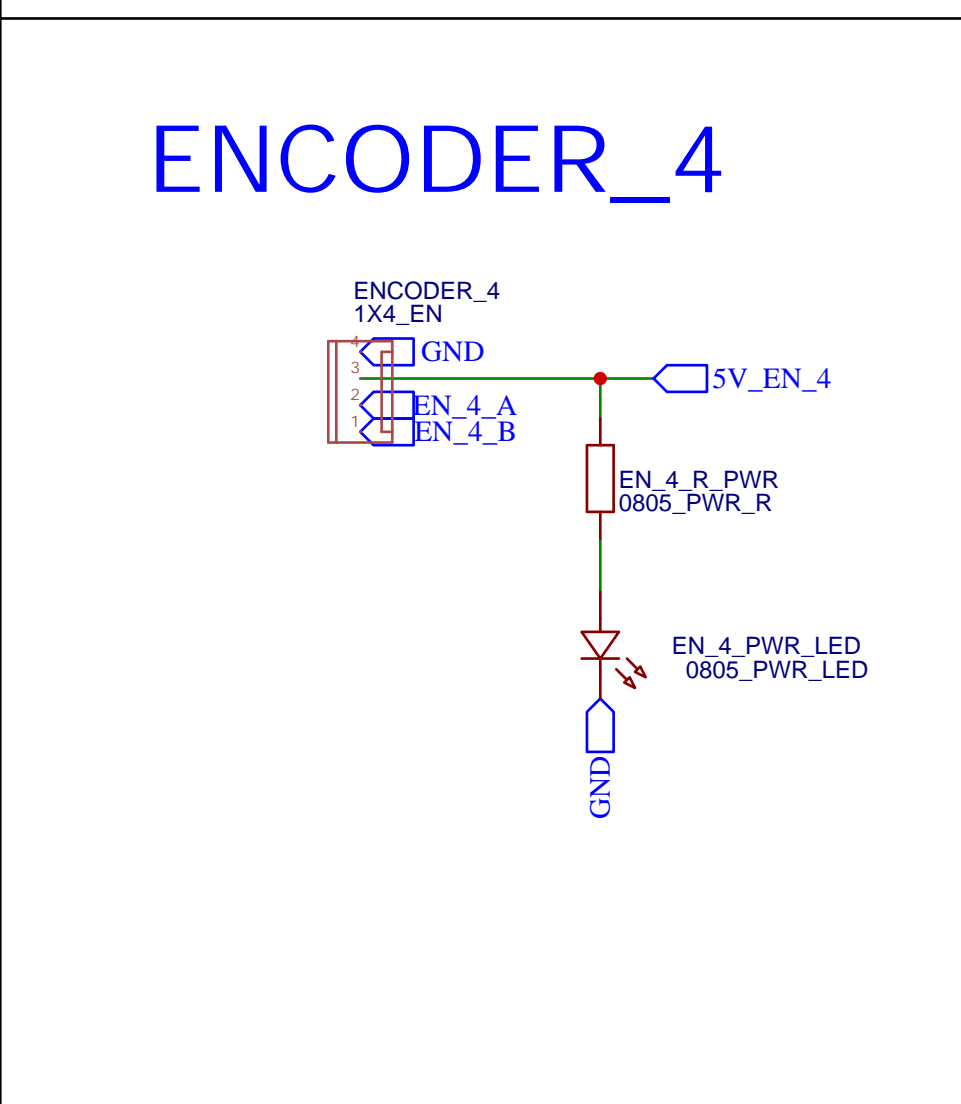 ENCODER_4
ENCODER_4
1X4_EN
4
GND
3
5V_EN_4
2
EN_4_A
1
EN_4_B
EN_4_R_PWR
0805_PWR_R
EN_4_PWR_LED
0805_PWR_LED
GND